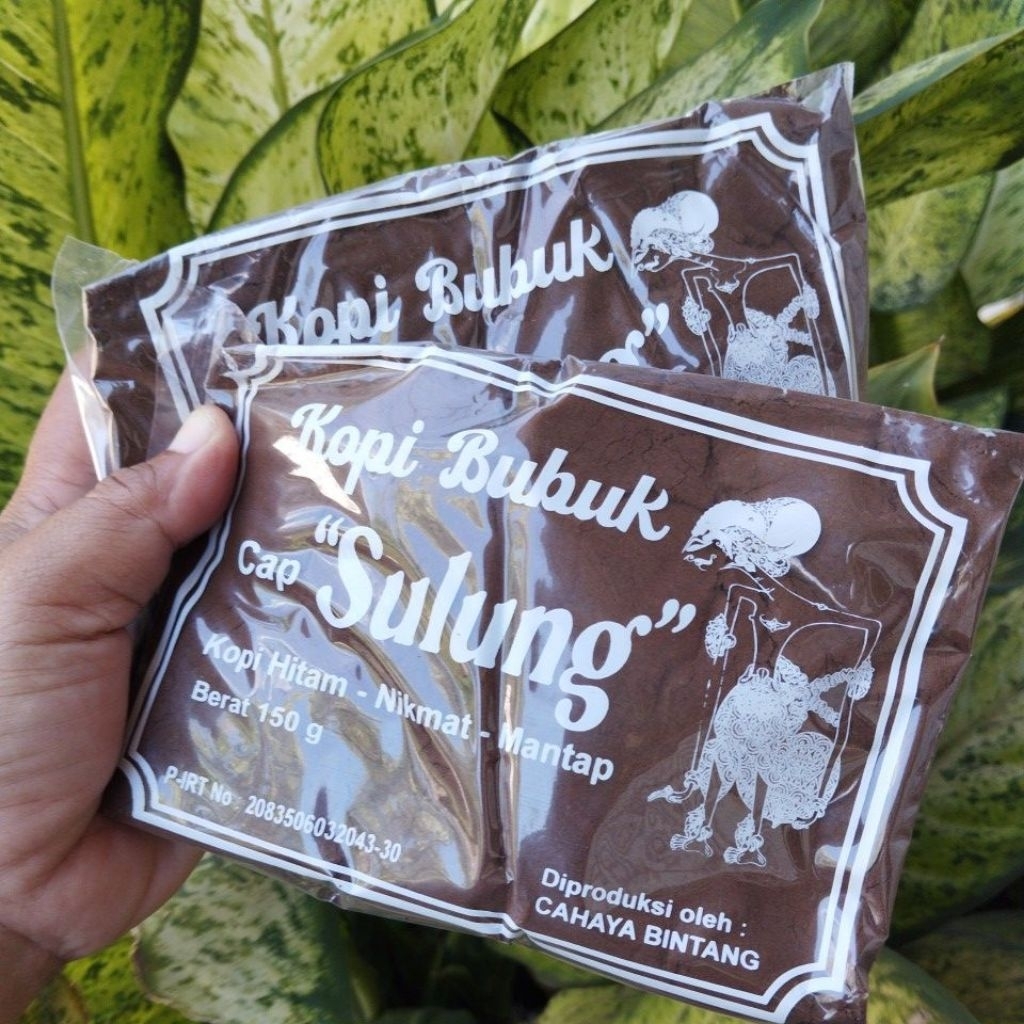 Kopi Bubuk
Kopi Bubuk
Cap "Sulung"
Kopi Hitam - Nikmat - Mantap
Berat 150 g
P-IRT No : 2083506032043-30
Diproduksi oleh :
CAHAYA BINTANG